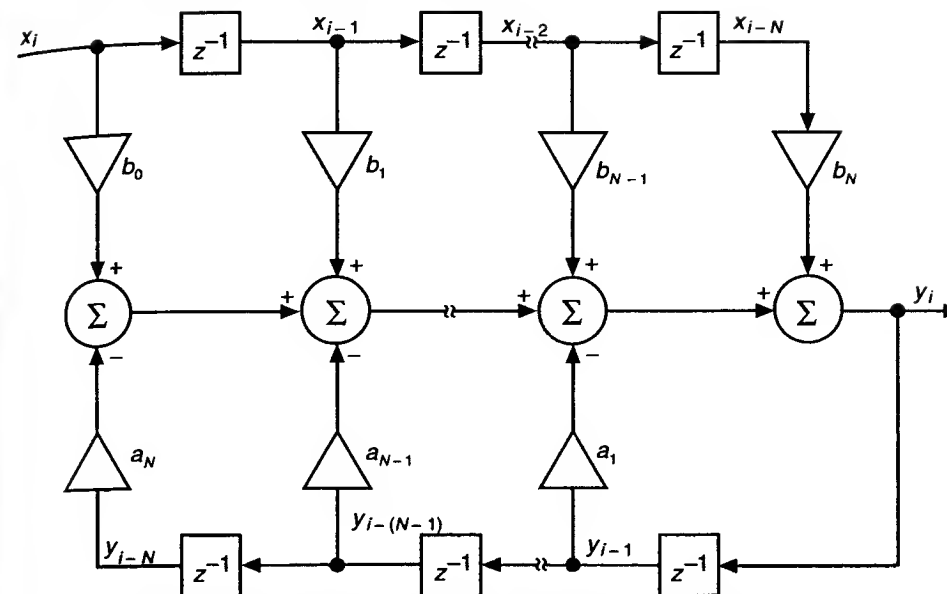 x_i x_{i-1} x_{i-2} x_{i-N}
z^{-1} z^{-1} z^{-1}
b_0 b_1 b_{N-1} b_N
+ + + +
Σ + Σ + Σ + Σ y_i
− − −
a_N a_{N-1} a_1
y_{i-N} y_{i-(N-1)} y_{i-1}
z^{-1} z^{-1} z^{-1}